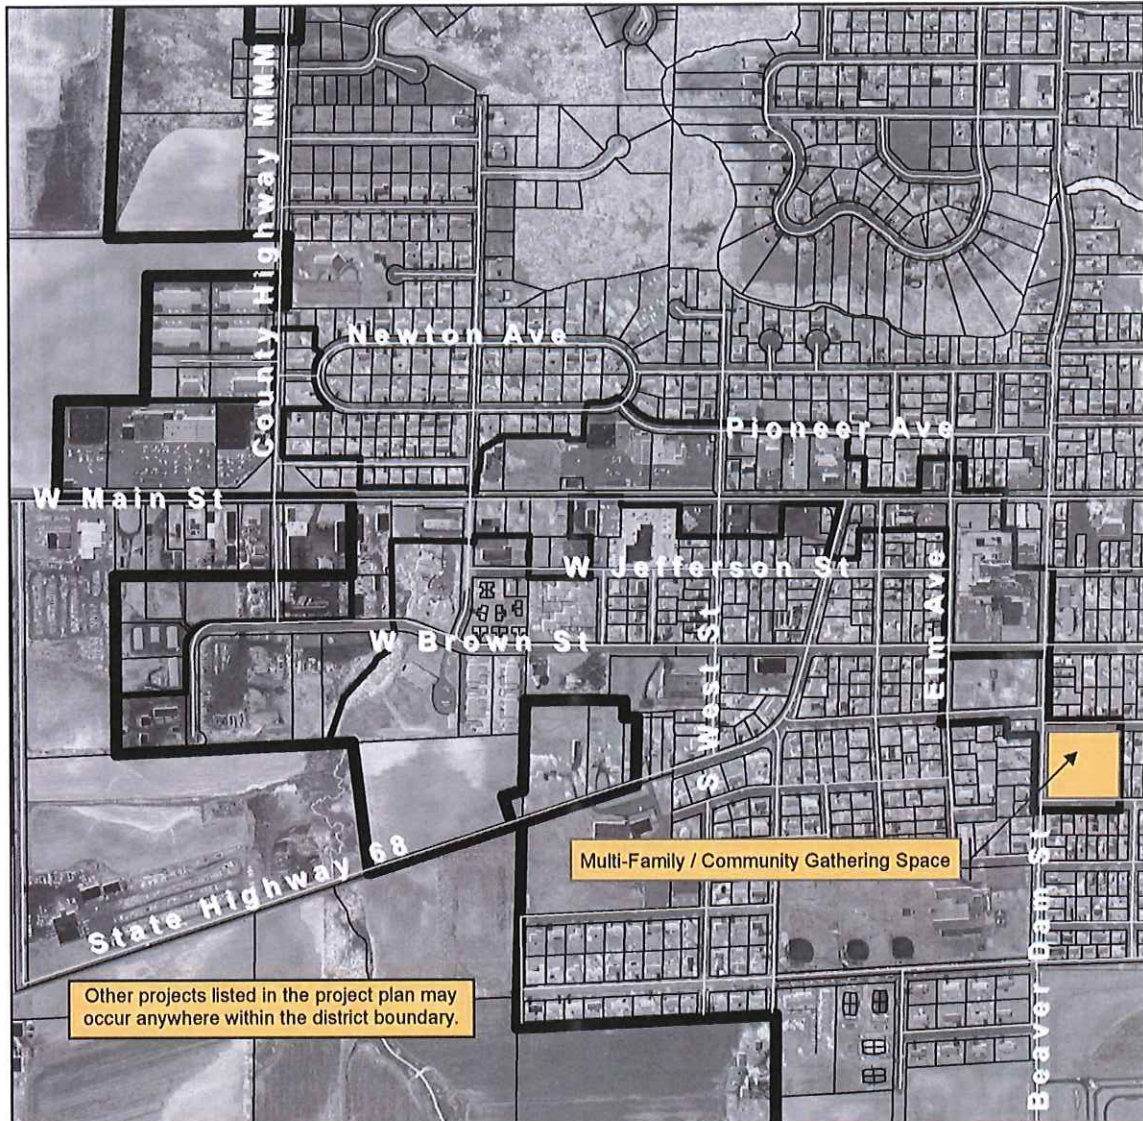 County Highway MMM
Newton Ave
Pioneer Ave
W Main St
W Jefferson St
W Brown St
S West St
Elm Ave
State Highway 68
Beaver Dam St
Multi-Family / Community Gathering Space
Other projects listed in the project plan may
occur anywhere within the district boundary.